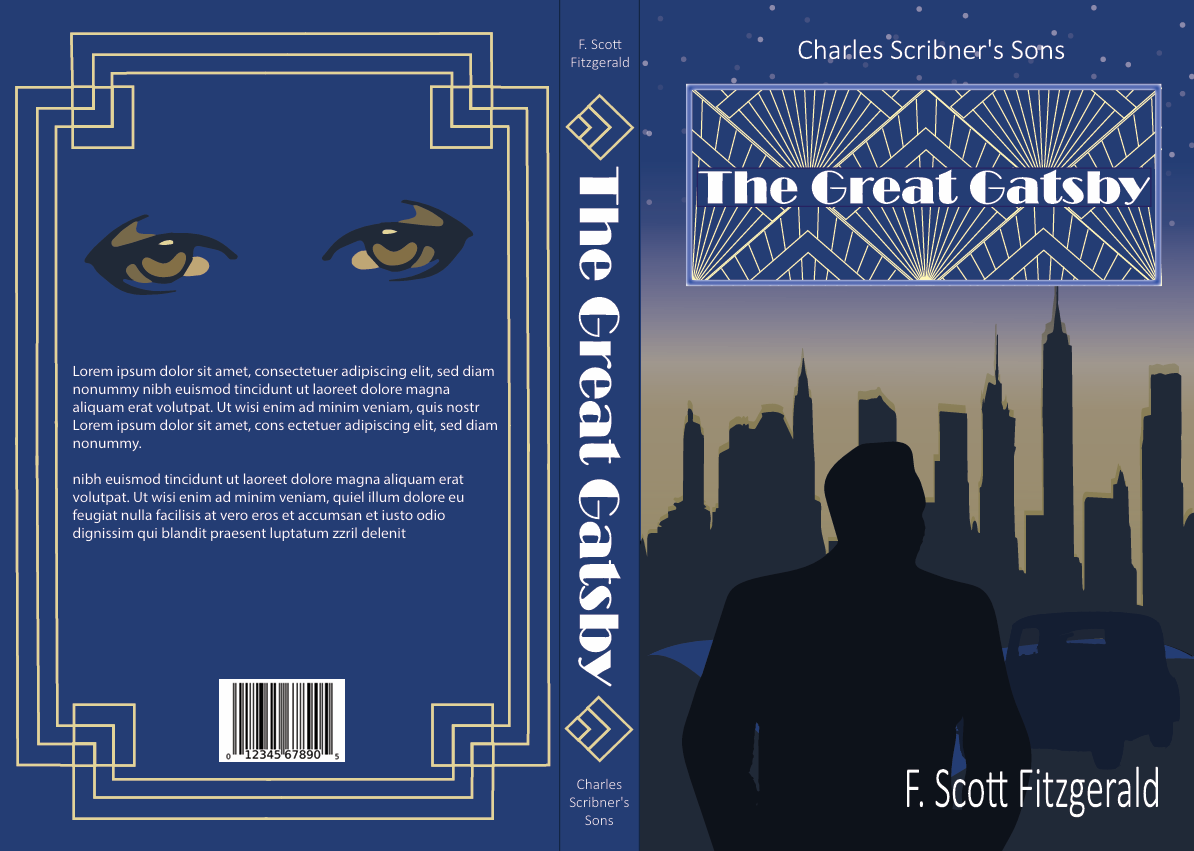 Lorem ipsum dolor sit amet, consectetuer adipiscing elit, sed diam
nonummy nibh euismod tincidunt ut laoreet dolore magna
aliquam erat volutpat. Ut wisi enim ad minim veniam, quis nostr
Lorem ipsum dolor sit amet, cons ectetuer adipiscing elit, sed diam
nonummy.
nibh euismod tincidunt ut laoreet dolore magna aliquam erat
volutpat. Ut wisi enim ad minim veniam, quiel illum dolore eu
feugiat nulla facilisis at vero eros et accumsan et iusto odio
dignissim qui blandit praesent luptatum zzril delenit
0 12345 67890 5
F. Scott
Fitzgerald
The Great Gatsby
Charles
Scribner's
Sons
Charles Scribner's Sons
The Great Gatsby
F. Scott Fitzgerald